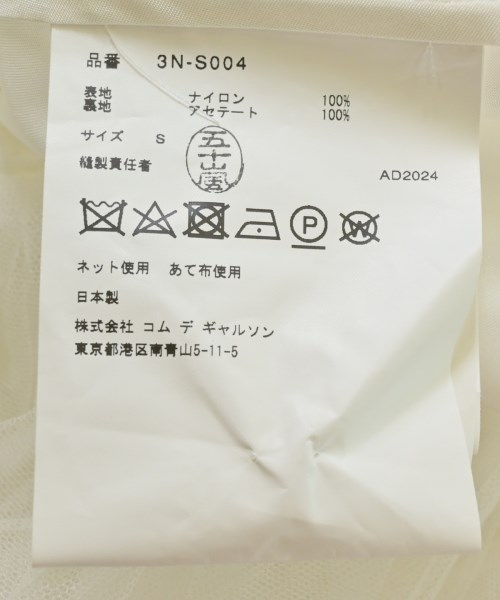 品番 3N-S004
表地 ナイロン 100%
裏地 アセテート 100%
サイズ S
縫製責任者 五十嵐
AD2024
P
W
ネット使用 あて布使用
日本製
株式会社 コム デ ギャルソン
東京都港区南青山5-11-5